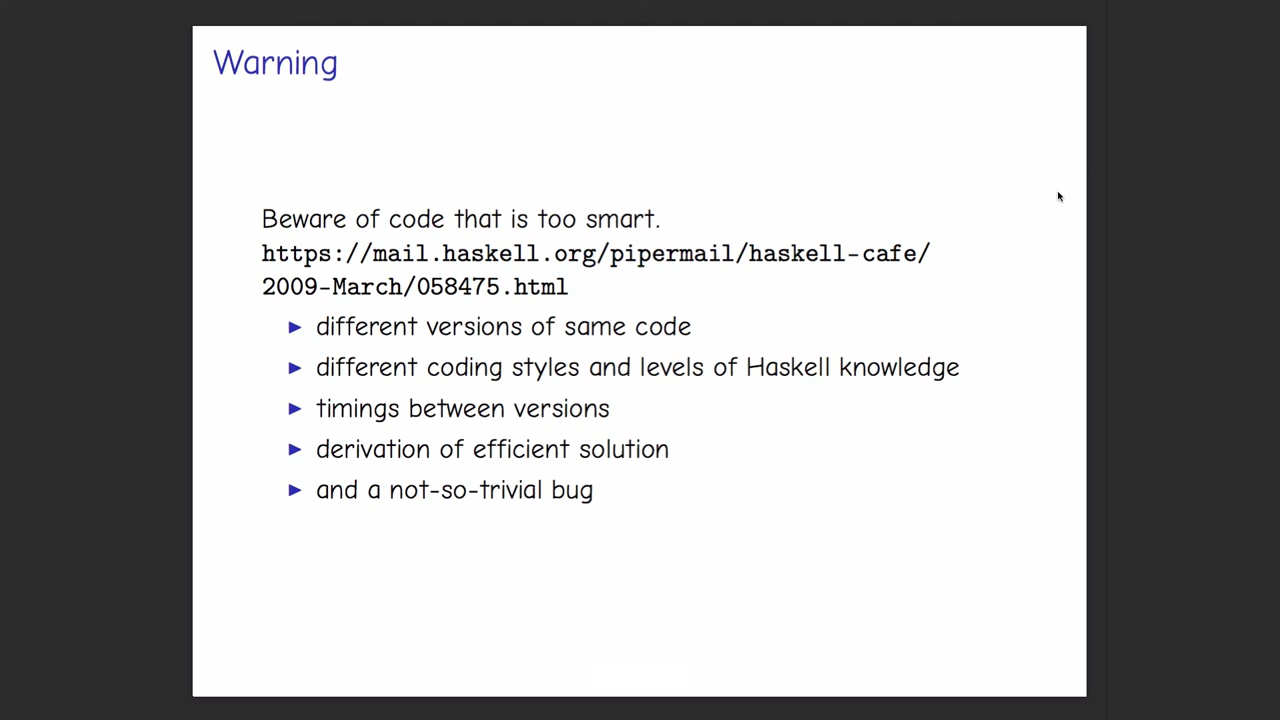 Warning
Beware of code that is too smart.
https://mail.haskell.org/pipermail/haskell-cafe/
2009-March/058475.html
different versions of same code
different coding styles and levels of Haskell knowledge
timings between versions
derivation of efficient solution
and a not-so-trivial bug